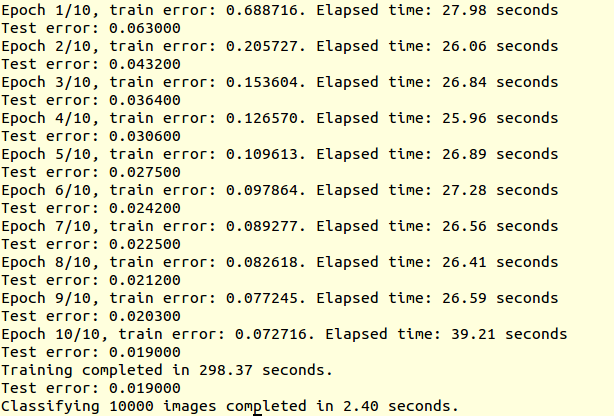 Epoch 1/10, train error: 0.688716. Elapsed time: 27.98 seconds
Test error: 0.063000
Epoch 2/10, train error: 0.205727. Elapsed time: 26.06 seconds
Test error: 0.043200
Epoch 3/10, train error: 0.153604. Elapsed time: 26.84 seconds
Test error: 0.036400
Epoch 4/10, train error: 0.126570. Elapsed time: 25.96 seconds
Test error: 0.030600
Epoch 5/10, train error: 0.109613. Elapsed time: 26.89 seconds
Test error: 0.027500
Epoch 6/10, train error: 0.097864. Elapsed time: 27.28 seconds
Test error: 0.024200
Epoch 7/10, train error: 0.089277. Elapsed time: 26.56 seconds
Test error: 0.022500
Epoch 8/10, train error: 0.082618. Elapsed time: 26.41 seconds
Test error: 0.021200
Epoch 9/10, train error: 0.077245. Elapsed time: 26.59 seconds
Test error: 0.020300
Epoch 10/10, train error: 0.072716. Elapsed time: 39.21 seconds
Test error: 0.019000
Training completed in 298.37 seconds.
Test error: 0.019000
Classifying 10000 images completed in 2.40 seconds.